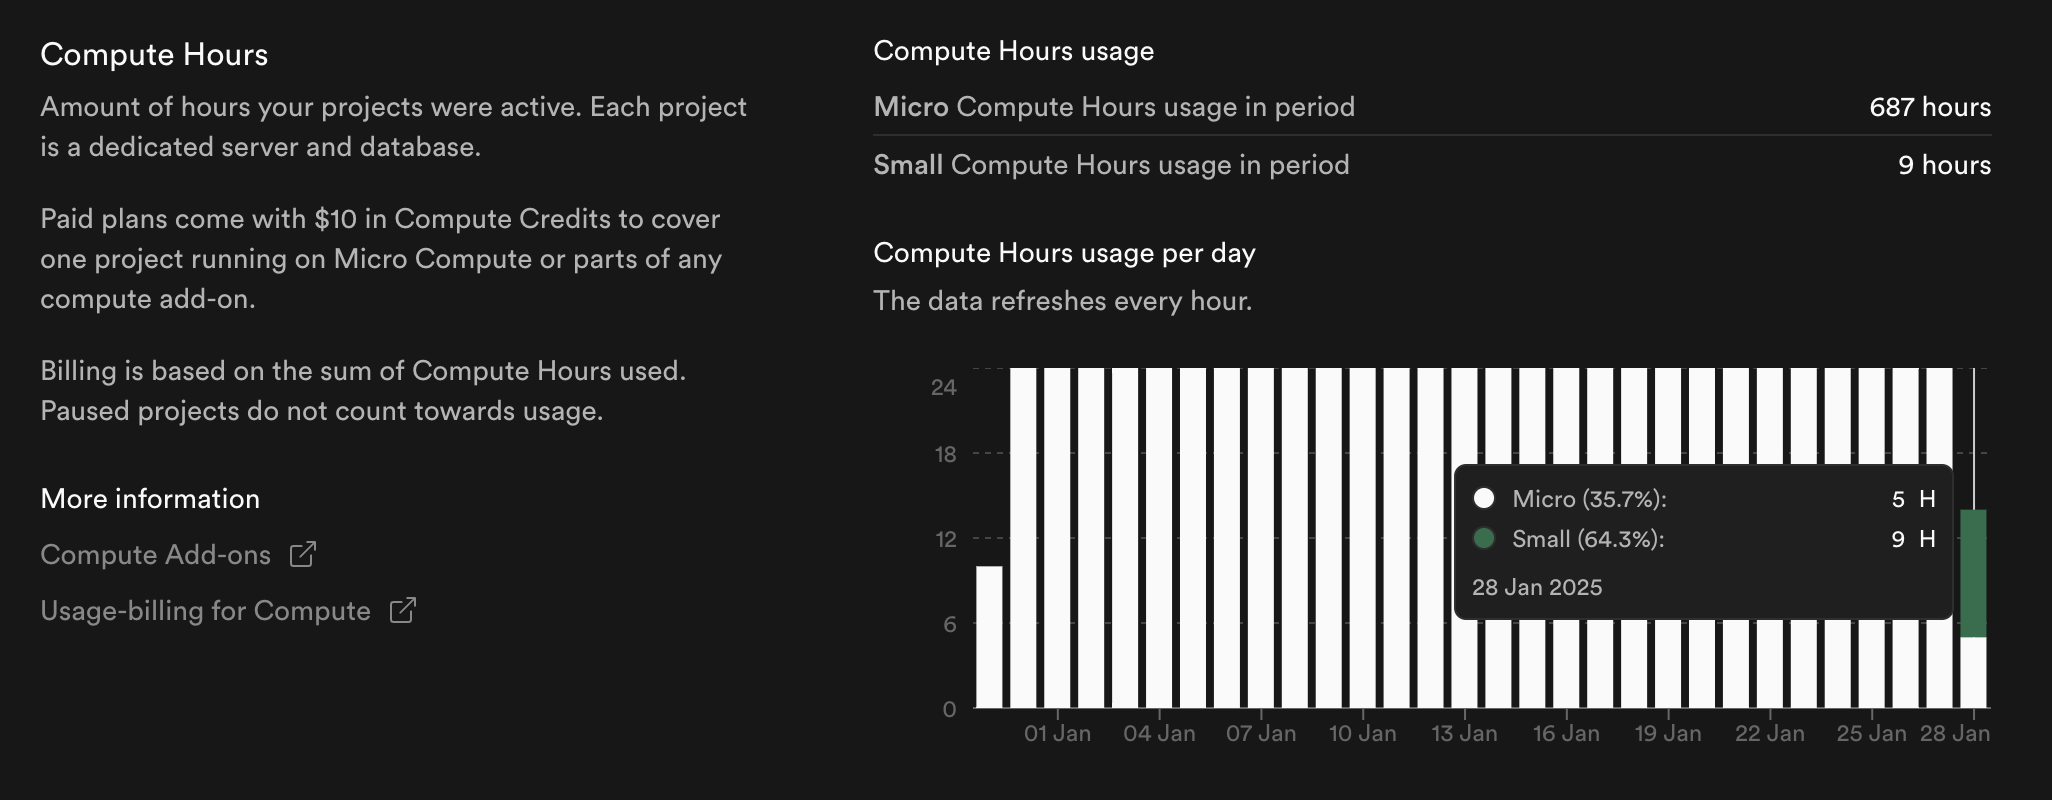 Compute Hours
Amount of hours your projects were active. Each project
is a dedicated server and database.
Paid plans come with $10 in Compute Credits to cover
one project running on Micro Compute or parts of any
compute add-on.
Billing is based on the sum of Compute Hours used.
Paused projects do not count towards usage.
More information
Compute Add-ons
Usage-billing for Compute
Compute Hours usage
Micro Compute Hours usage in period 687 hours
Small Compute Hours usage in period 9 hours
Compute Hours usage per day
The data refreshes every hour.
24
18
12
6
0
Micro (35.7%): 5 H
Small (64.3%): 9 H
28 Jan 2025
01 Jan 04 Jan 07 Jan 10 Jan 13 Jan 16 Jan 19 Jan 22 Jan 25 Jan 28 Jan